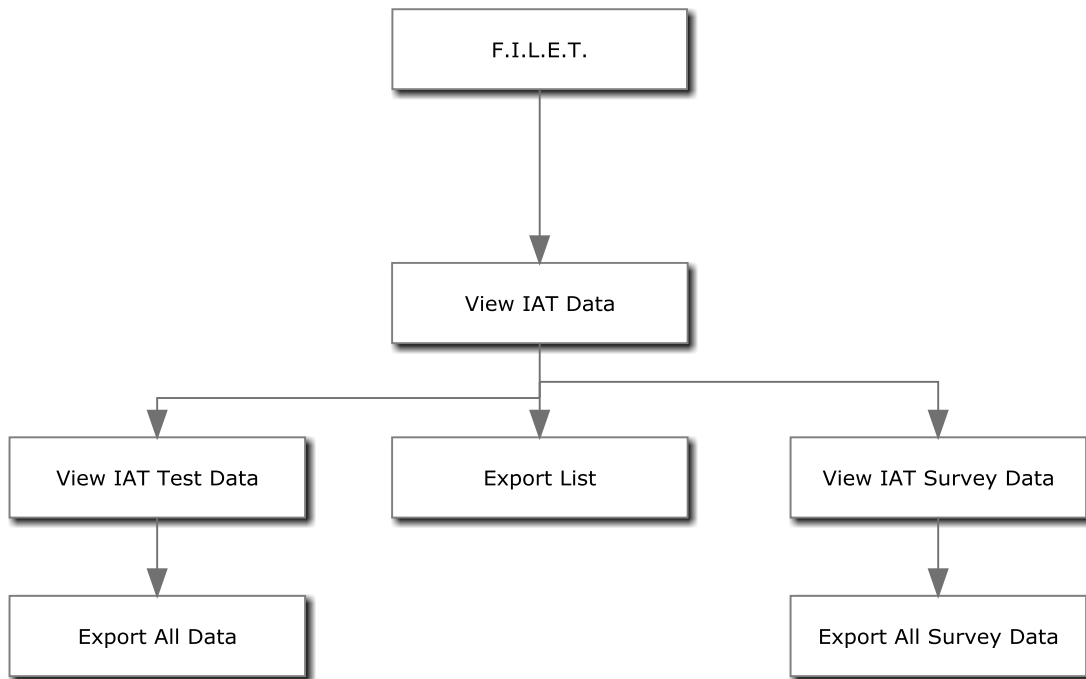 F.I.L.E.T.
View IAT Data
View IAT Test Data
Export List
View IAT Survey Data
Export All Data
Export All Survey Data